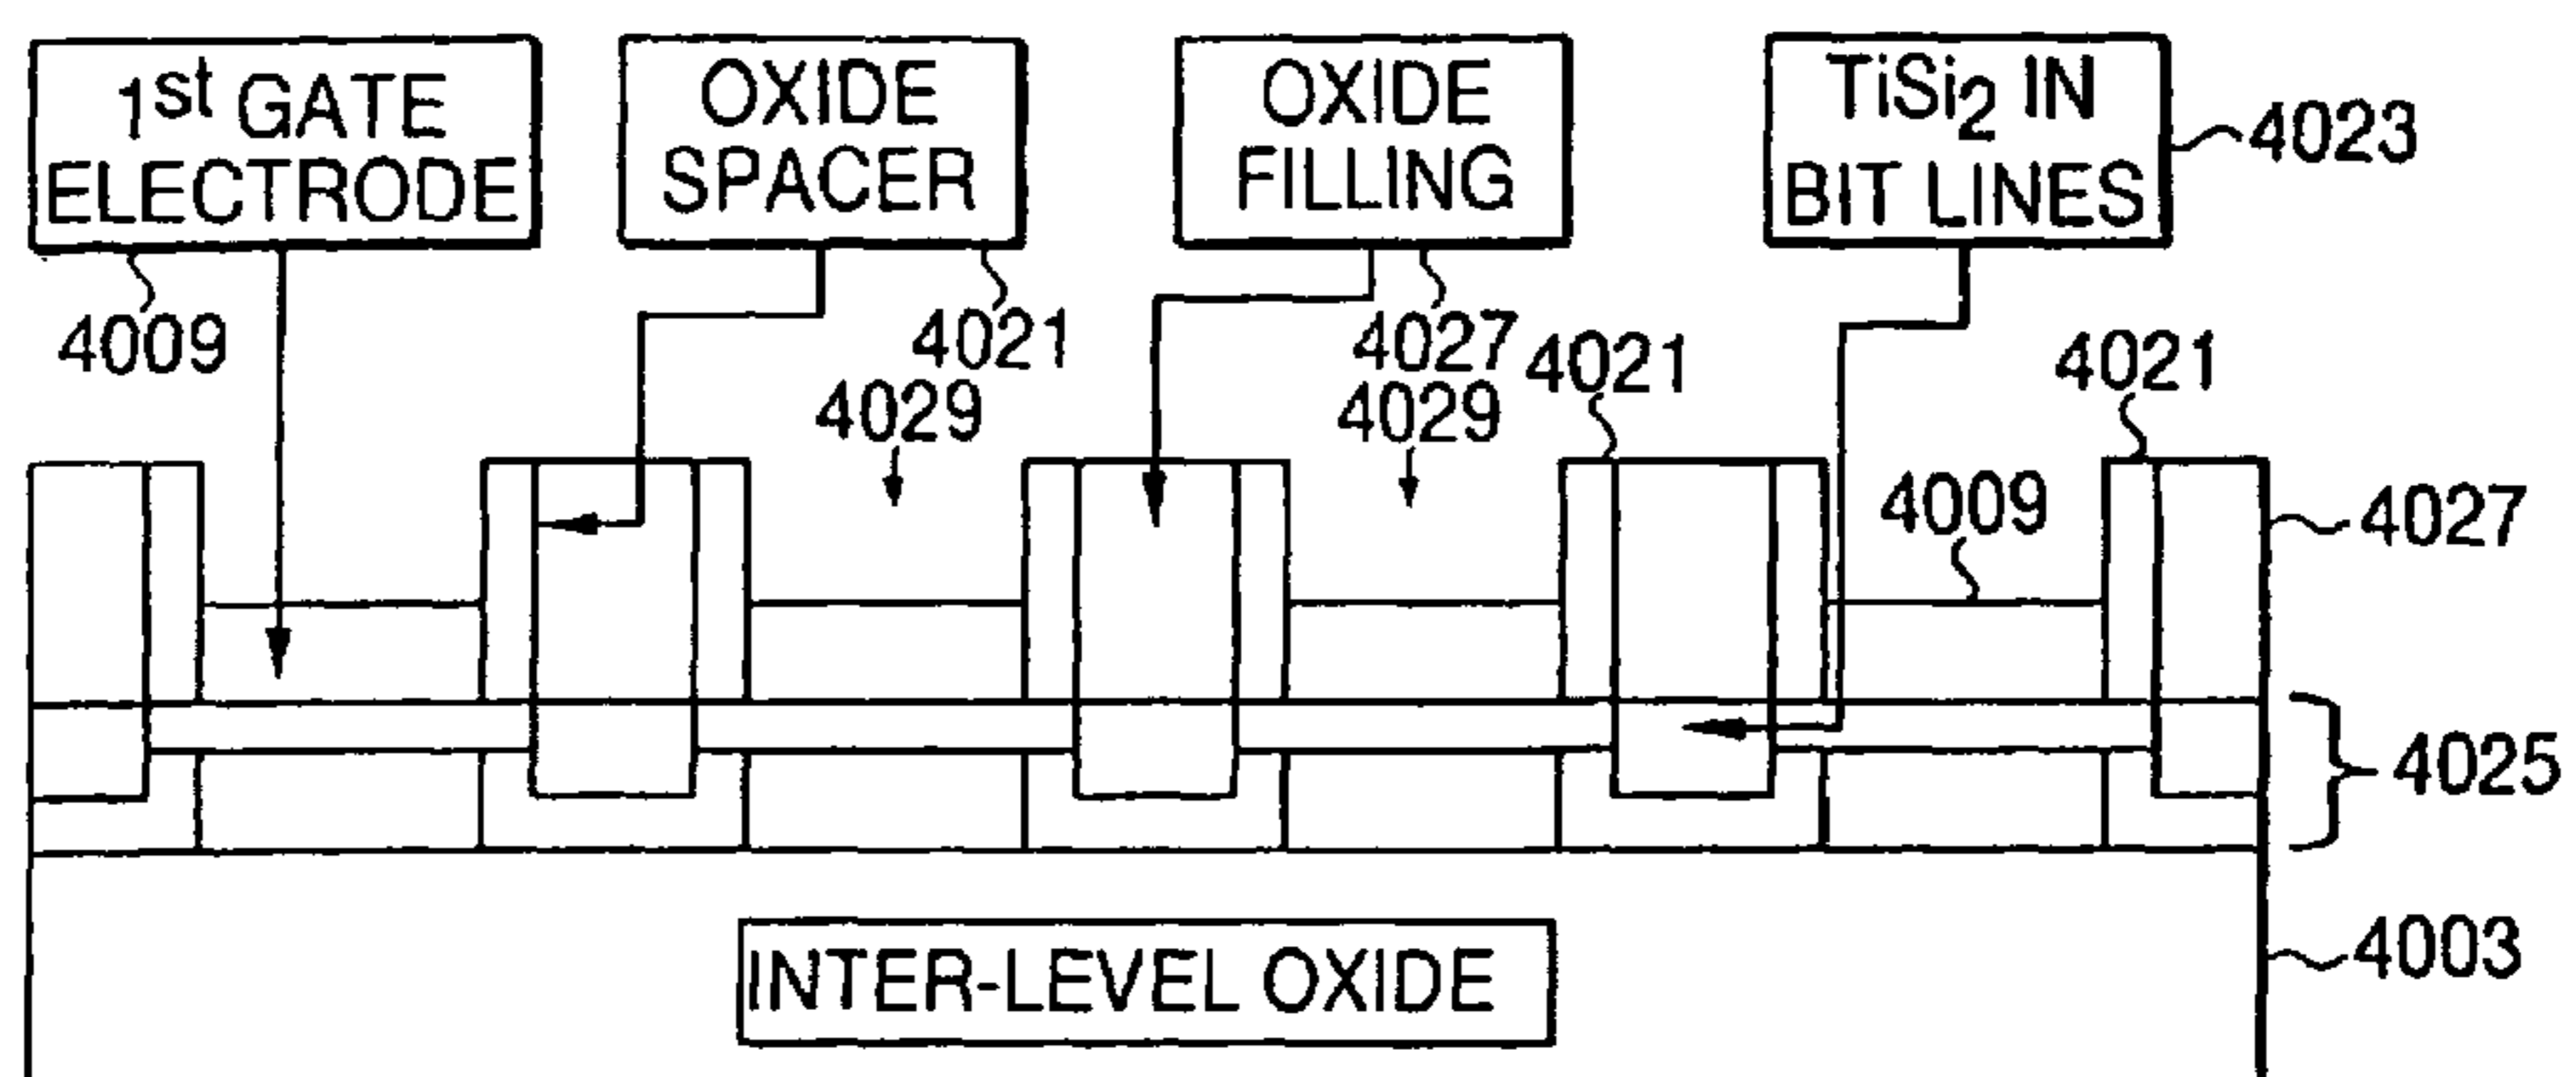 1st GATE
ELECTRODE
OXIDE
SPACER
OXIDE
FILLING
TiSi2 IN
BIT LINES
4023
4009
4021
4027
4021
4021
4029
4029
4009
4027
4025
4003
INTER-LEVEL OXIDE